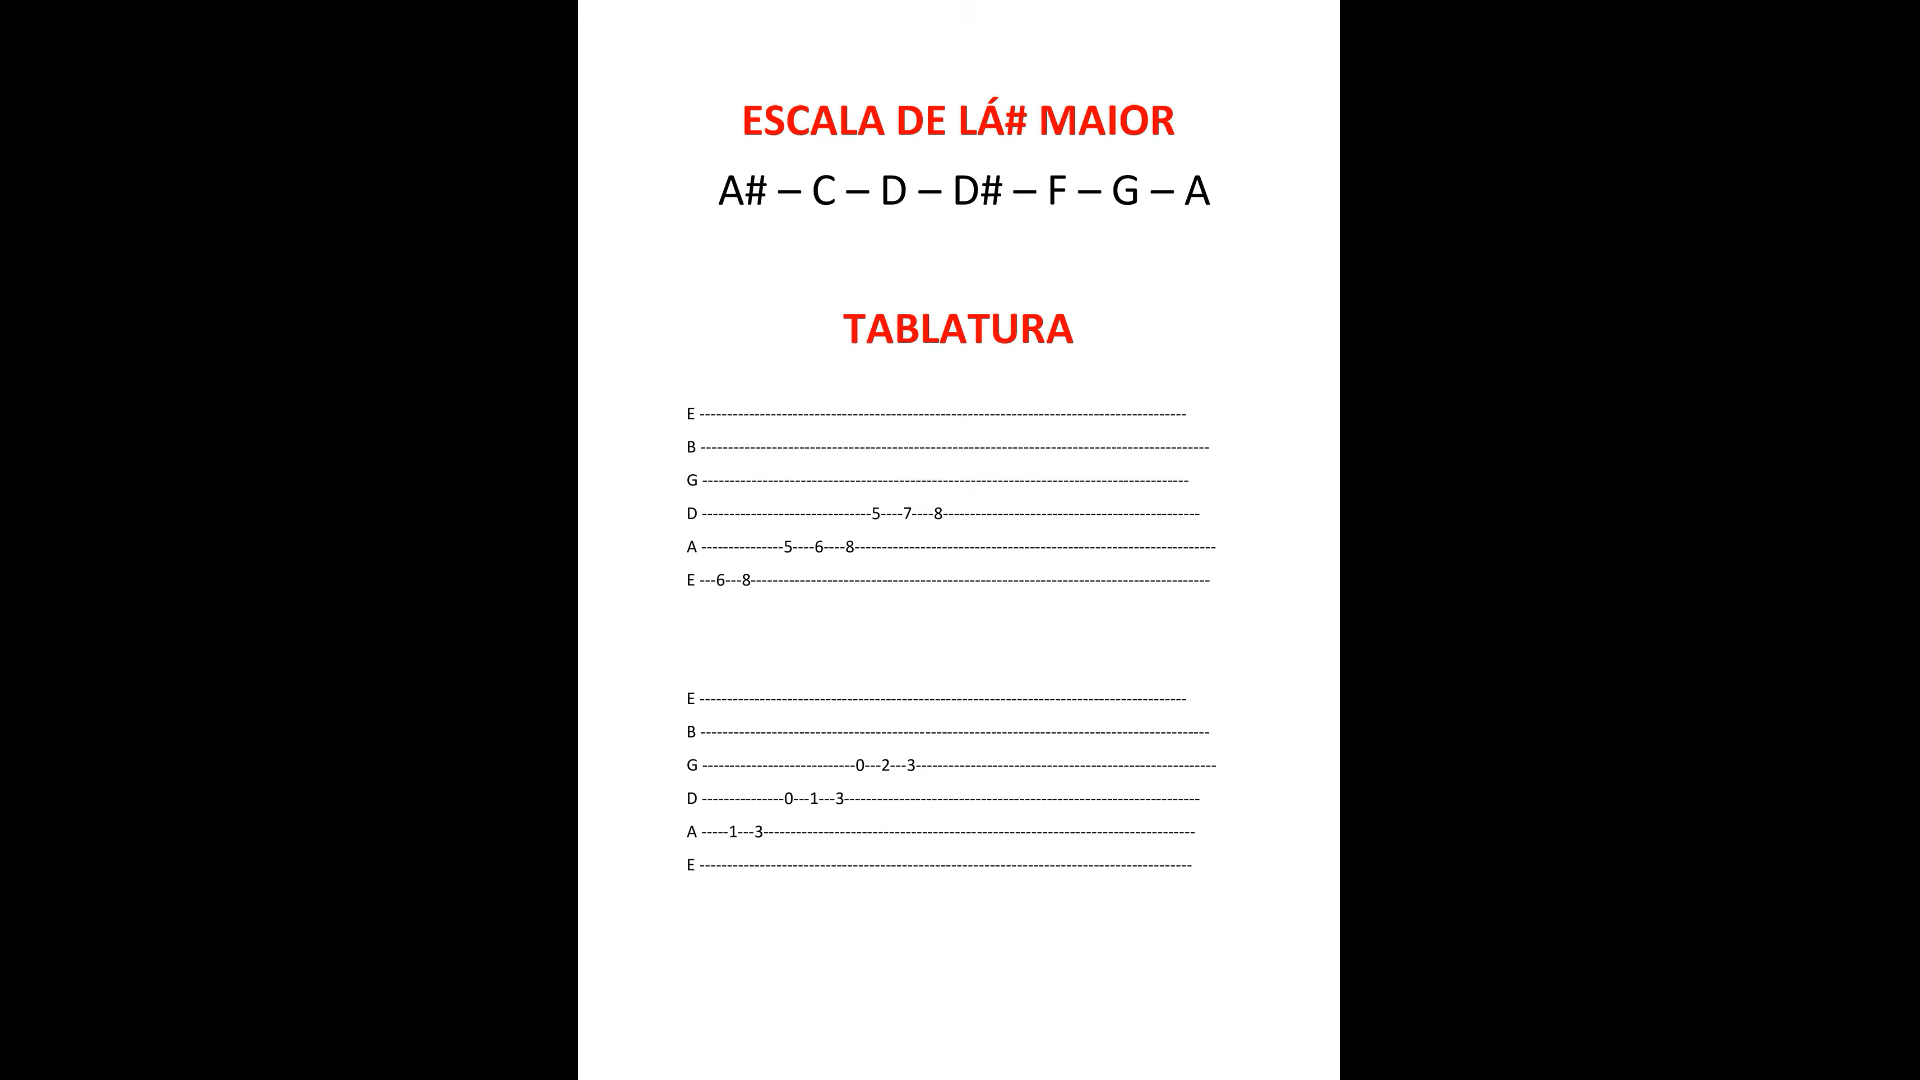 ESCALA DE LÁ# MAIOR
A# – C – D – D# – F – G – A
TABLATURA
E ----------------------------------------------------------------------------------------
B --------------------------------------------------------------------------------------------
G ----------------------------------------------------------------------------------------
D -------------------------------5----7----8-----------------------------------------------
A ---------------5----6----8------------------------------------------------------------------
E ---6---8-----------------------------------------------------------------------------------
E ----------------------------------------------------------------------------------------
B --------------------------------------------------------------------------------------------
G ----------------------------0---2---3-------------------------------------------------------
D ---------------0---1---3-----------------------------------------------------------------
A -----1---3------------------------------------------------------------------------------
E -----------------------------------------------------------------------------------------